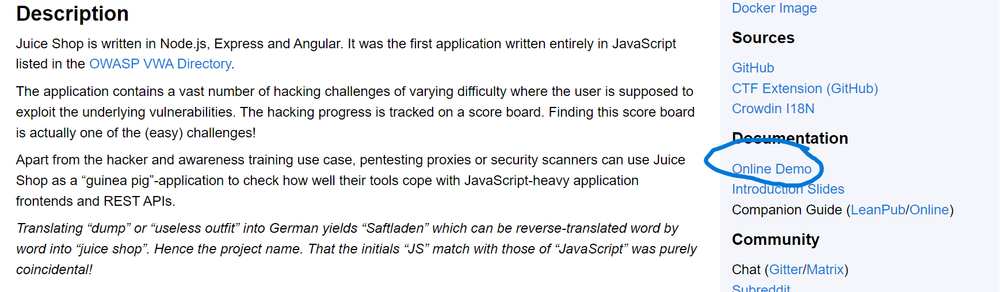 Description
Juice Shop is written in Node.js, Express and Angular. It was the first application written entirely in JavaScript
listed in the OWASP VWA Directory.
The application contains a vast number of hacking challenges of varying difficulty where the user is supposed to
exploit the underlying vulnerabilities. The hacking progress is tracked on a score board. Finding this score board
is actually one of the (easy) challenges!
Apart from the hacker and awareness training use case, pentesting proxies or security scanners can use Juice
Shop as a “guinea pig”-application to check how well their tools cope with JavaScript-heavy application
frontends and REST APIs.
Translating “dump” or “useless outfit” into German yields “Saftladen” which can be reverse-translated word by
word into “juice shop”. Hence the project name. That the initials “JS” match with those of “JavaScript” was purely
coincidental!
Docker Image
Sources
GitHub
CTF Extension (GitHub)
Crowdin I18N
Documentation
Online Demo
Introduction Slides
Companion Guide (LeanPub/Online)
Community
Chat (Gitter/Matrix)
Subreddit